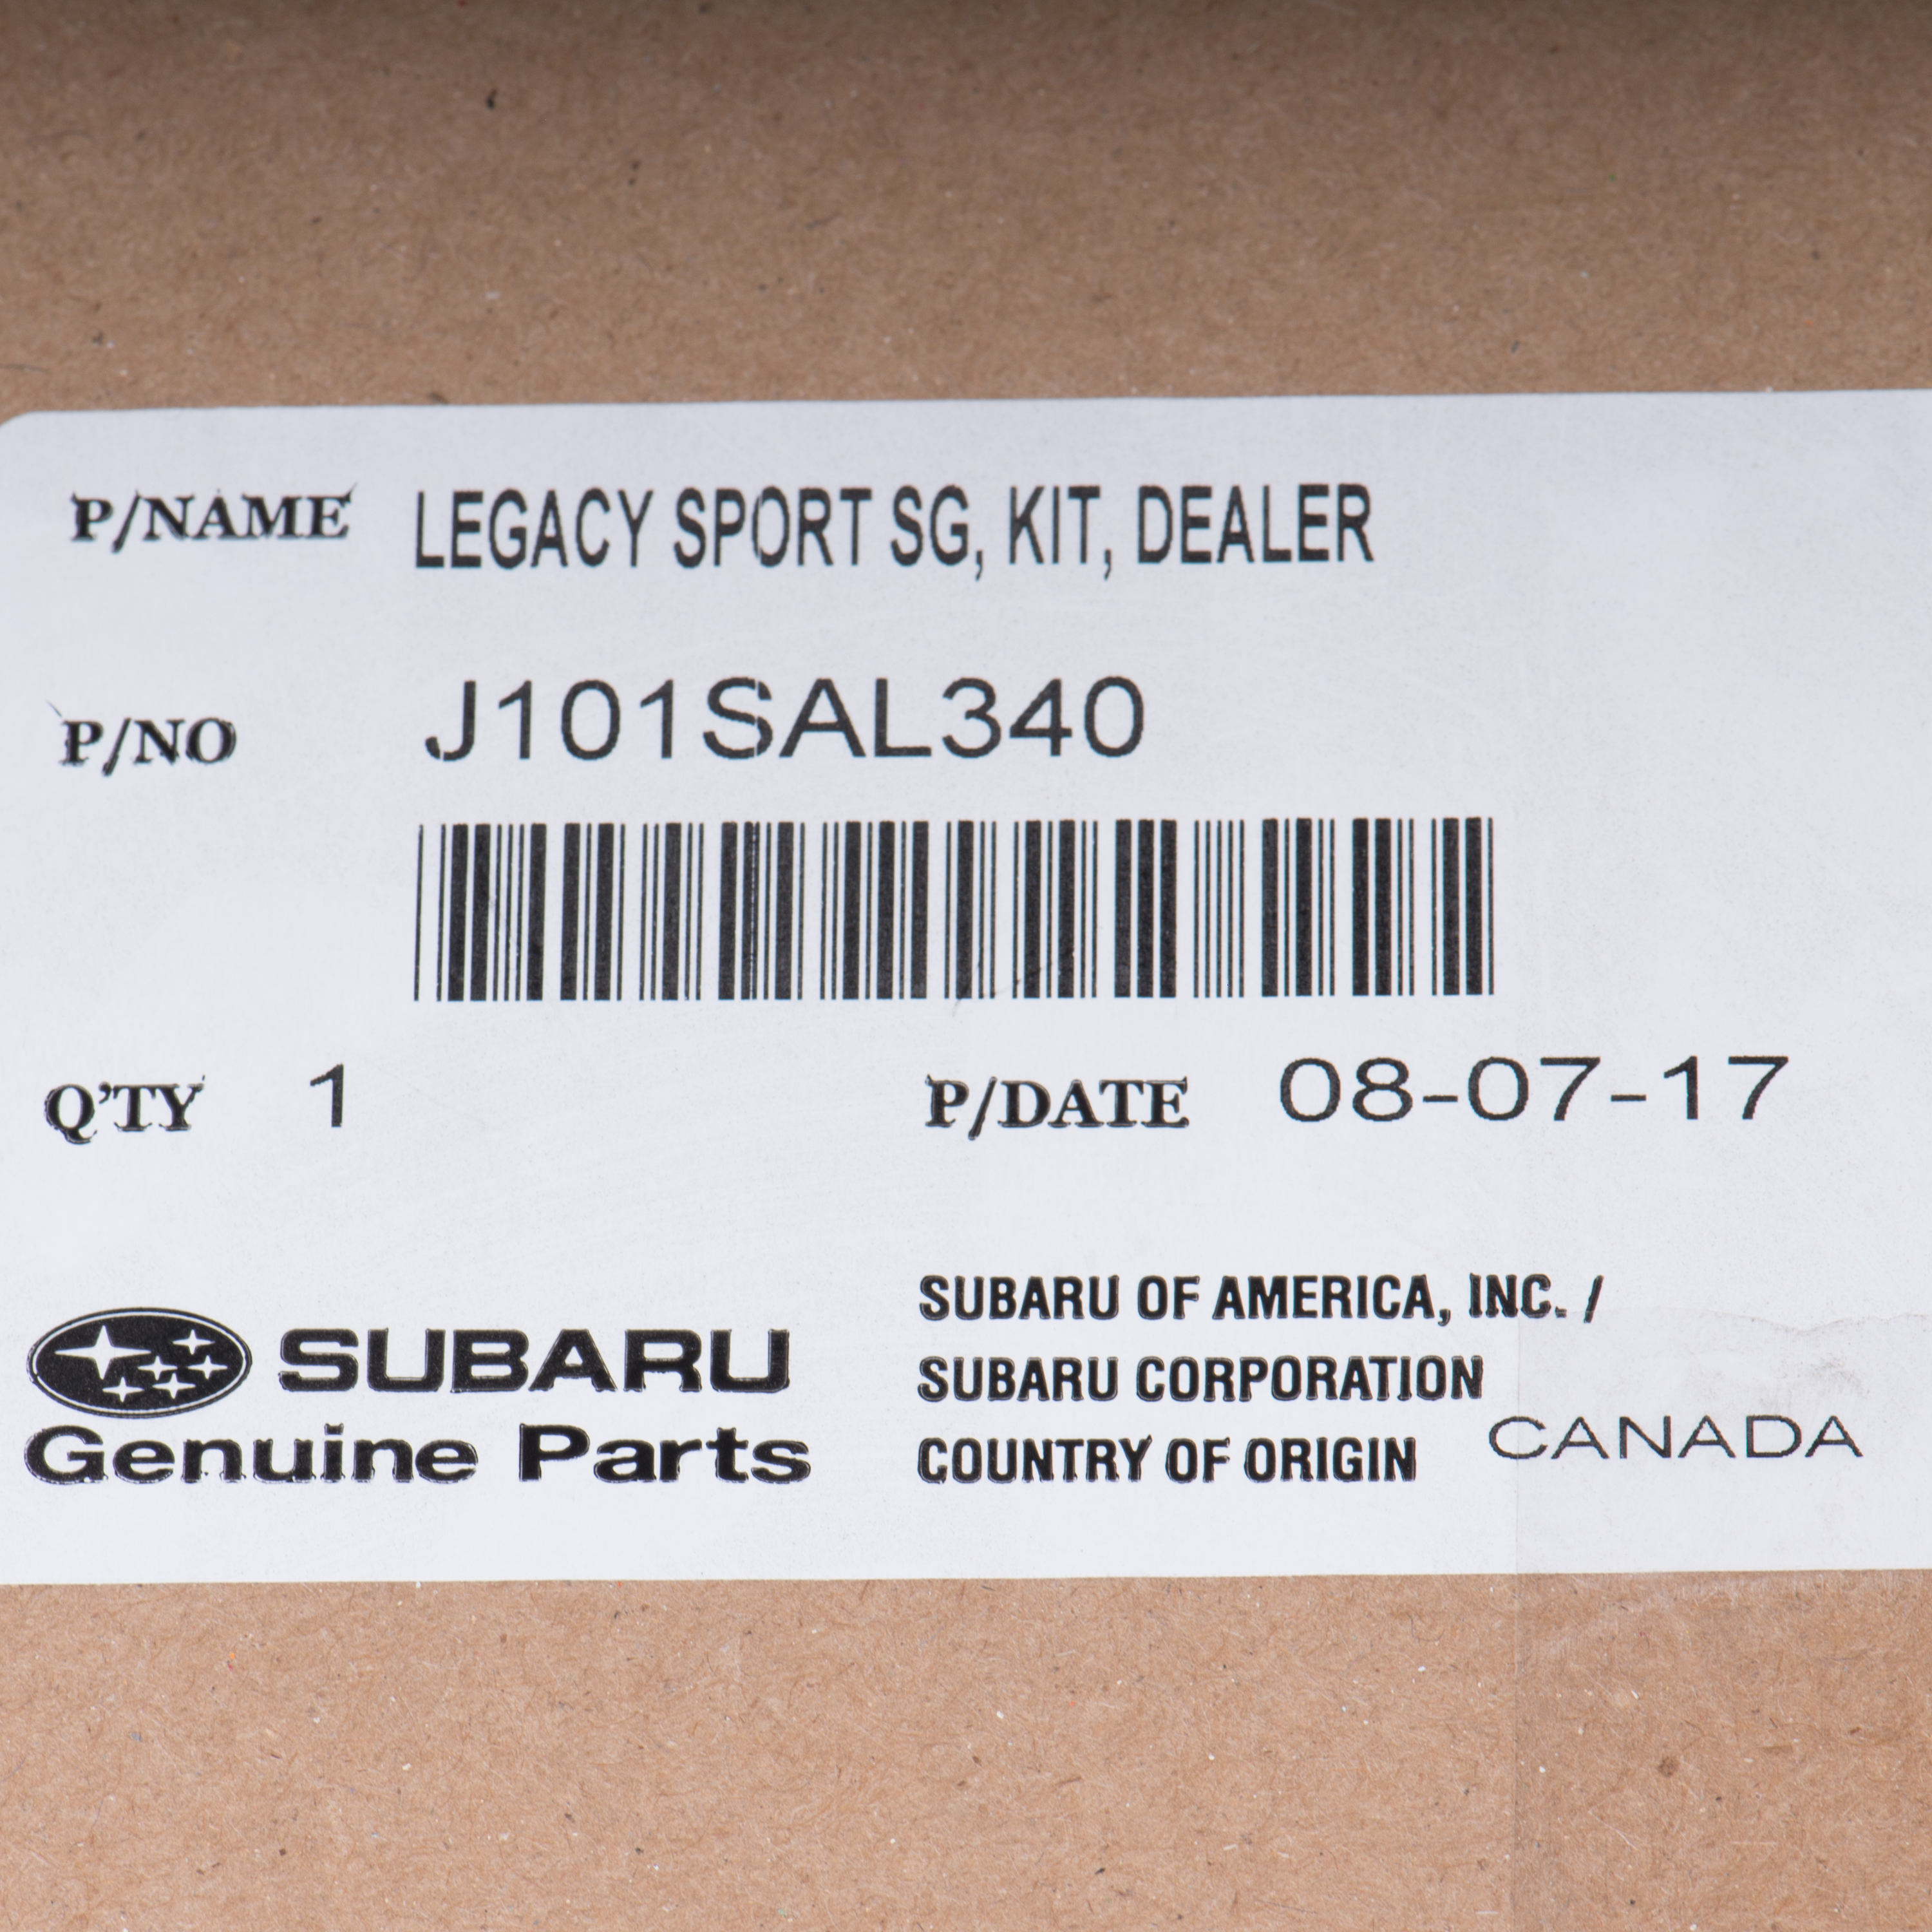 P/NAME LEGACY SPORT SG, KIT, DEALER
P/NO J101SAL340
Q'TY 1 P/DATE 08-07-17
SUBARU
Genuine Parts
SUBARU OF AMERICA, INC. /
SUBARU CORPORATION
COUNTRY OF ORIGIN CANADA